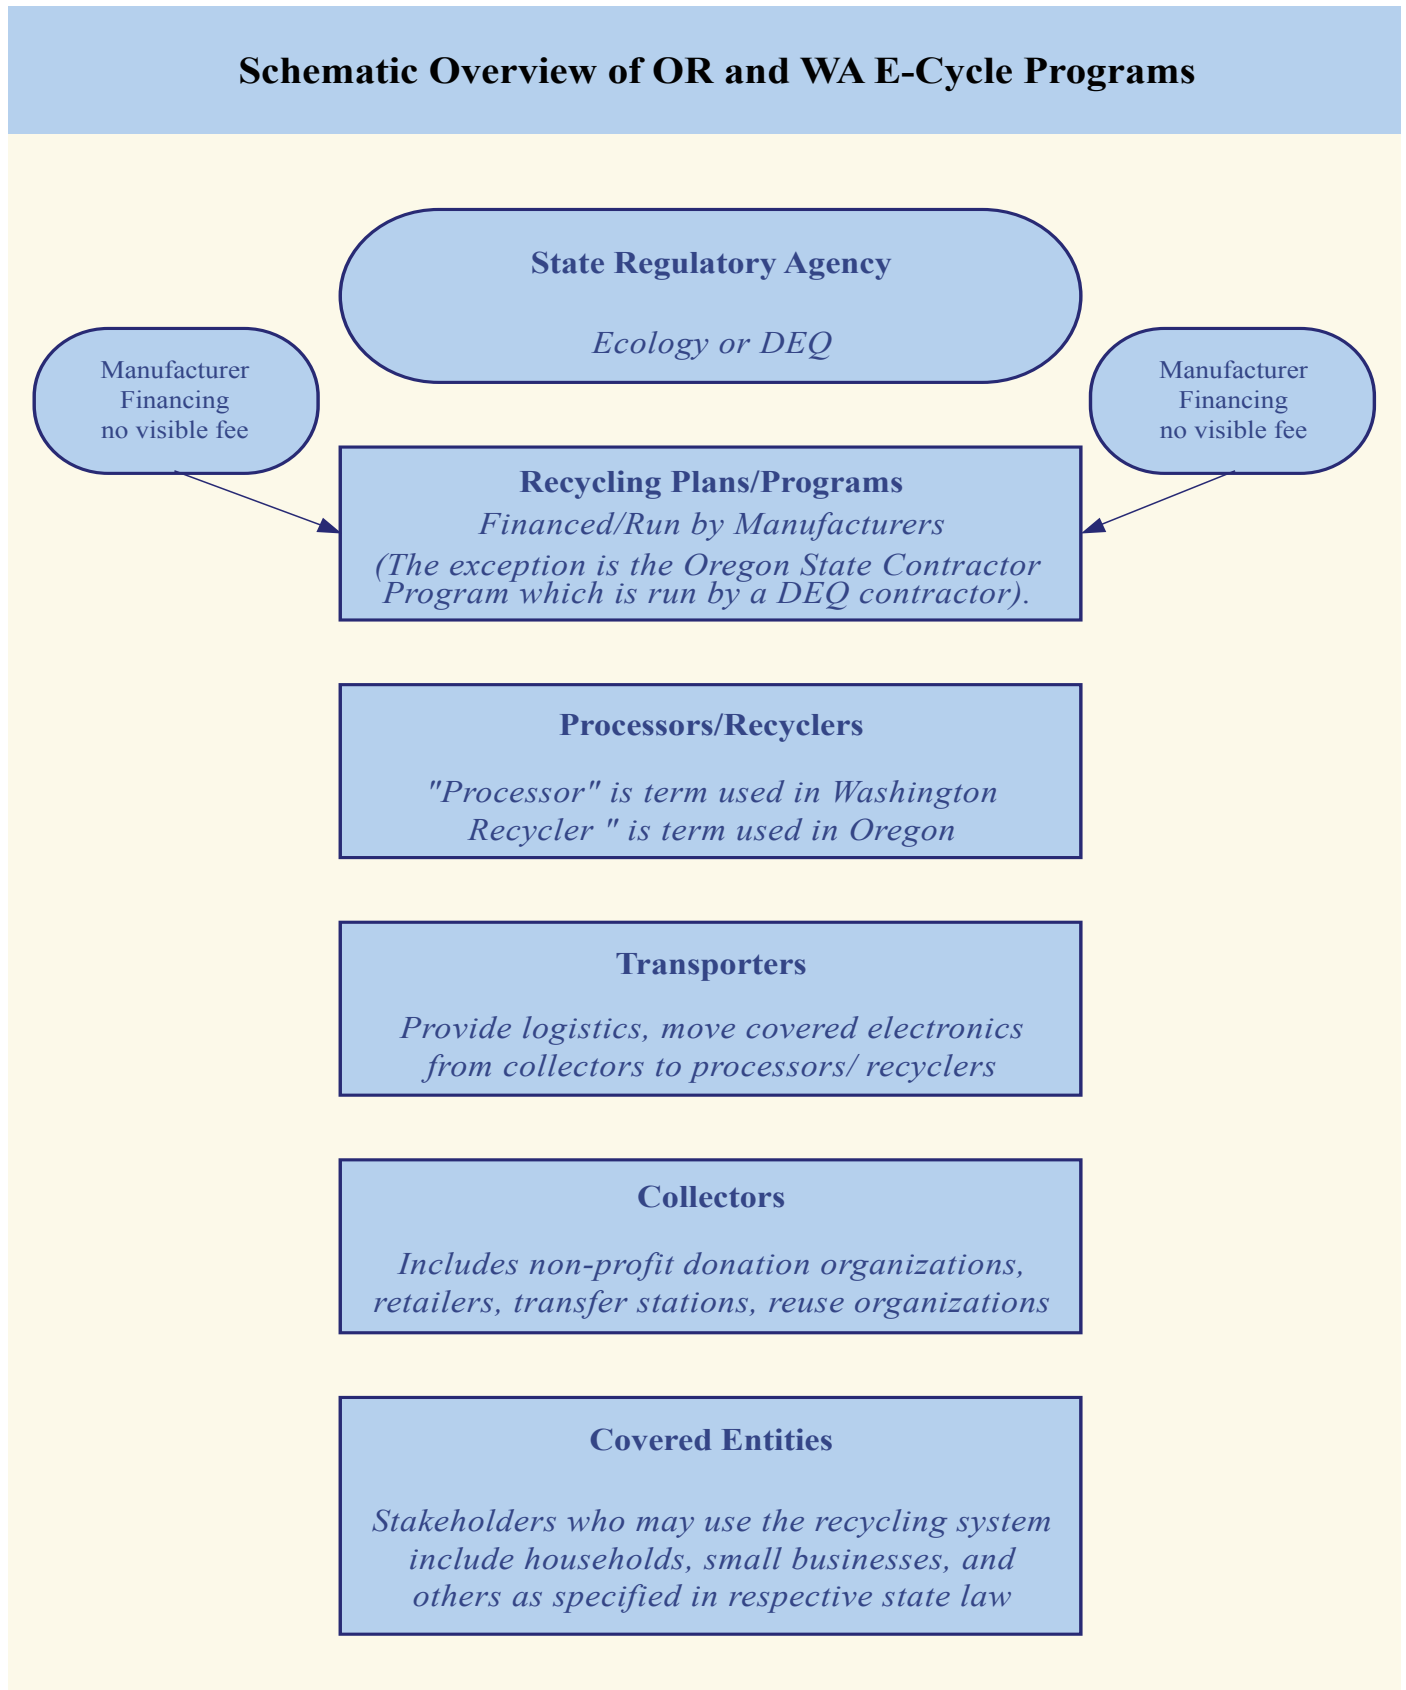 Schematic Overview of OR and WA E-Cycle Programs
State Regulatory Agency
Ecology or DEQ
Manufacturer
Financing
no visible fee
Manufacturer
Financing
no visible fee
Recycling Plans/Programs
Financed/Run by Manufacturers
(The exception is the Oregon State Contractor
Program which is run by a DEQ contractor).
Processors/Recyclers
"Processor" is term used in Washington
Recycler " is term used in Oregon
Transporters
Provide logistics, move covered electronics
from collectors to processors/ recyclers
Collectors
Includes non-profit donation organizations,
retailers, transfer stations, reuse organizations
Covered Entities
Stakeholders who may use the recycling system
include households, small businesses, and
others as specified in respective state law